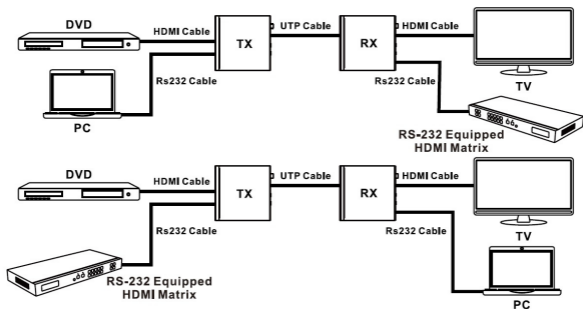 DVD
HDMI Cable
TX
UTP Cable
RX
HDMI Cable
TV
Rs232 Cable
PC
Rs232 Cable
RS-232 Equipped
HDMI Matrix
DVD
HDMI Cable
TX
UTP Cable
RX
HDMI Cable
TV
Rs232 Cable
RS-232 Equipped
HDMI Matrix
Rs232 Cable
PC